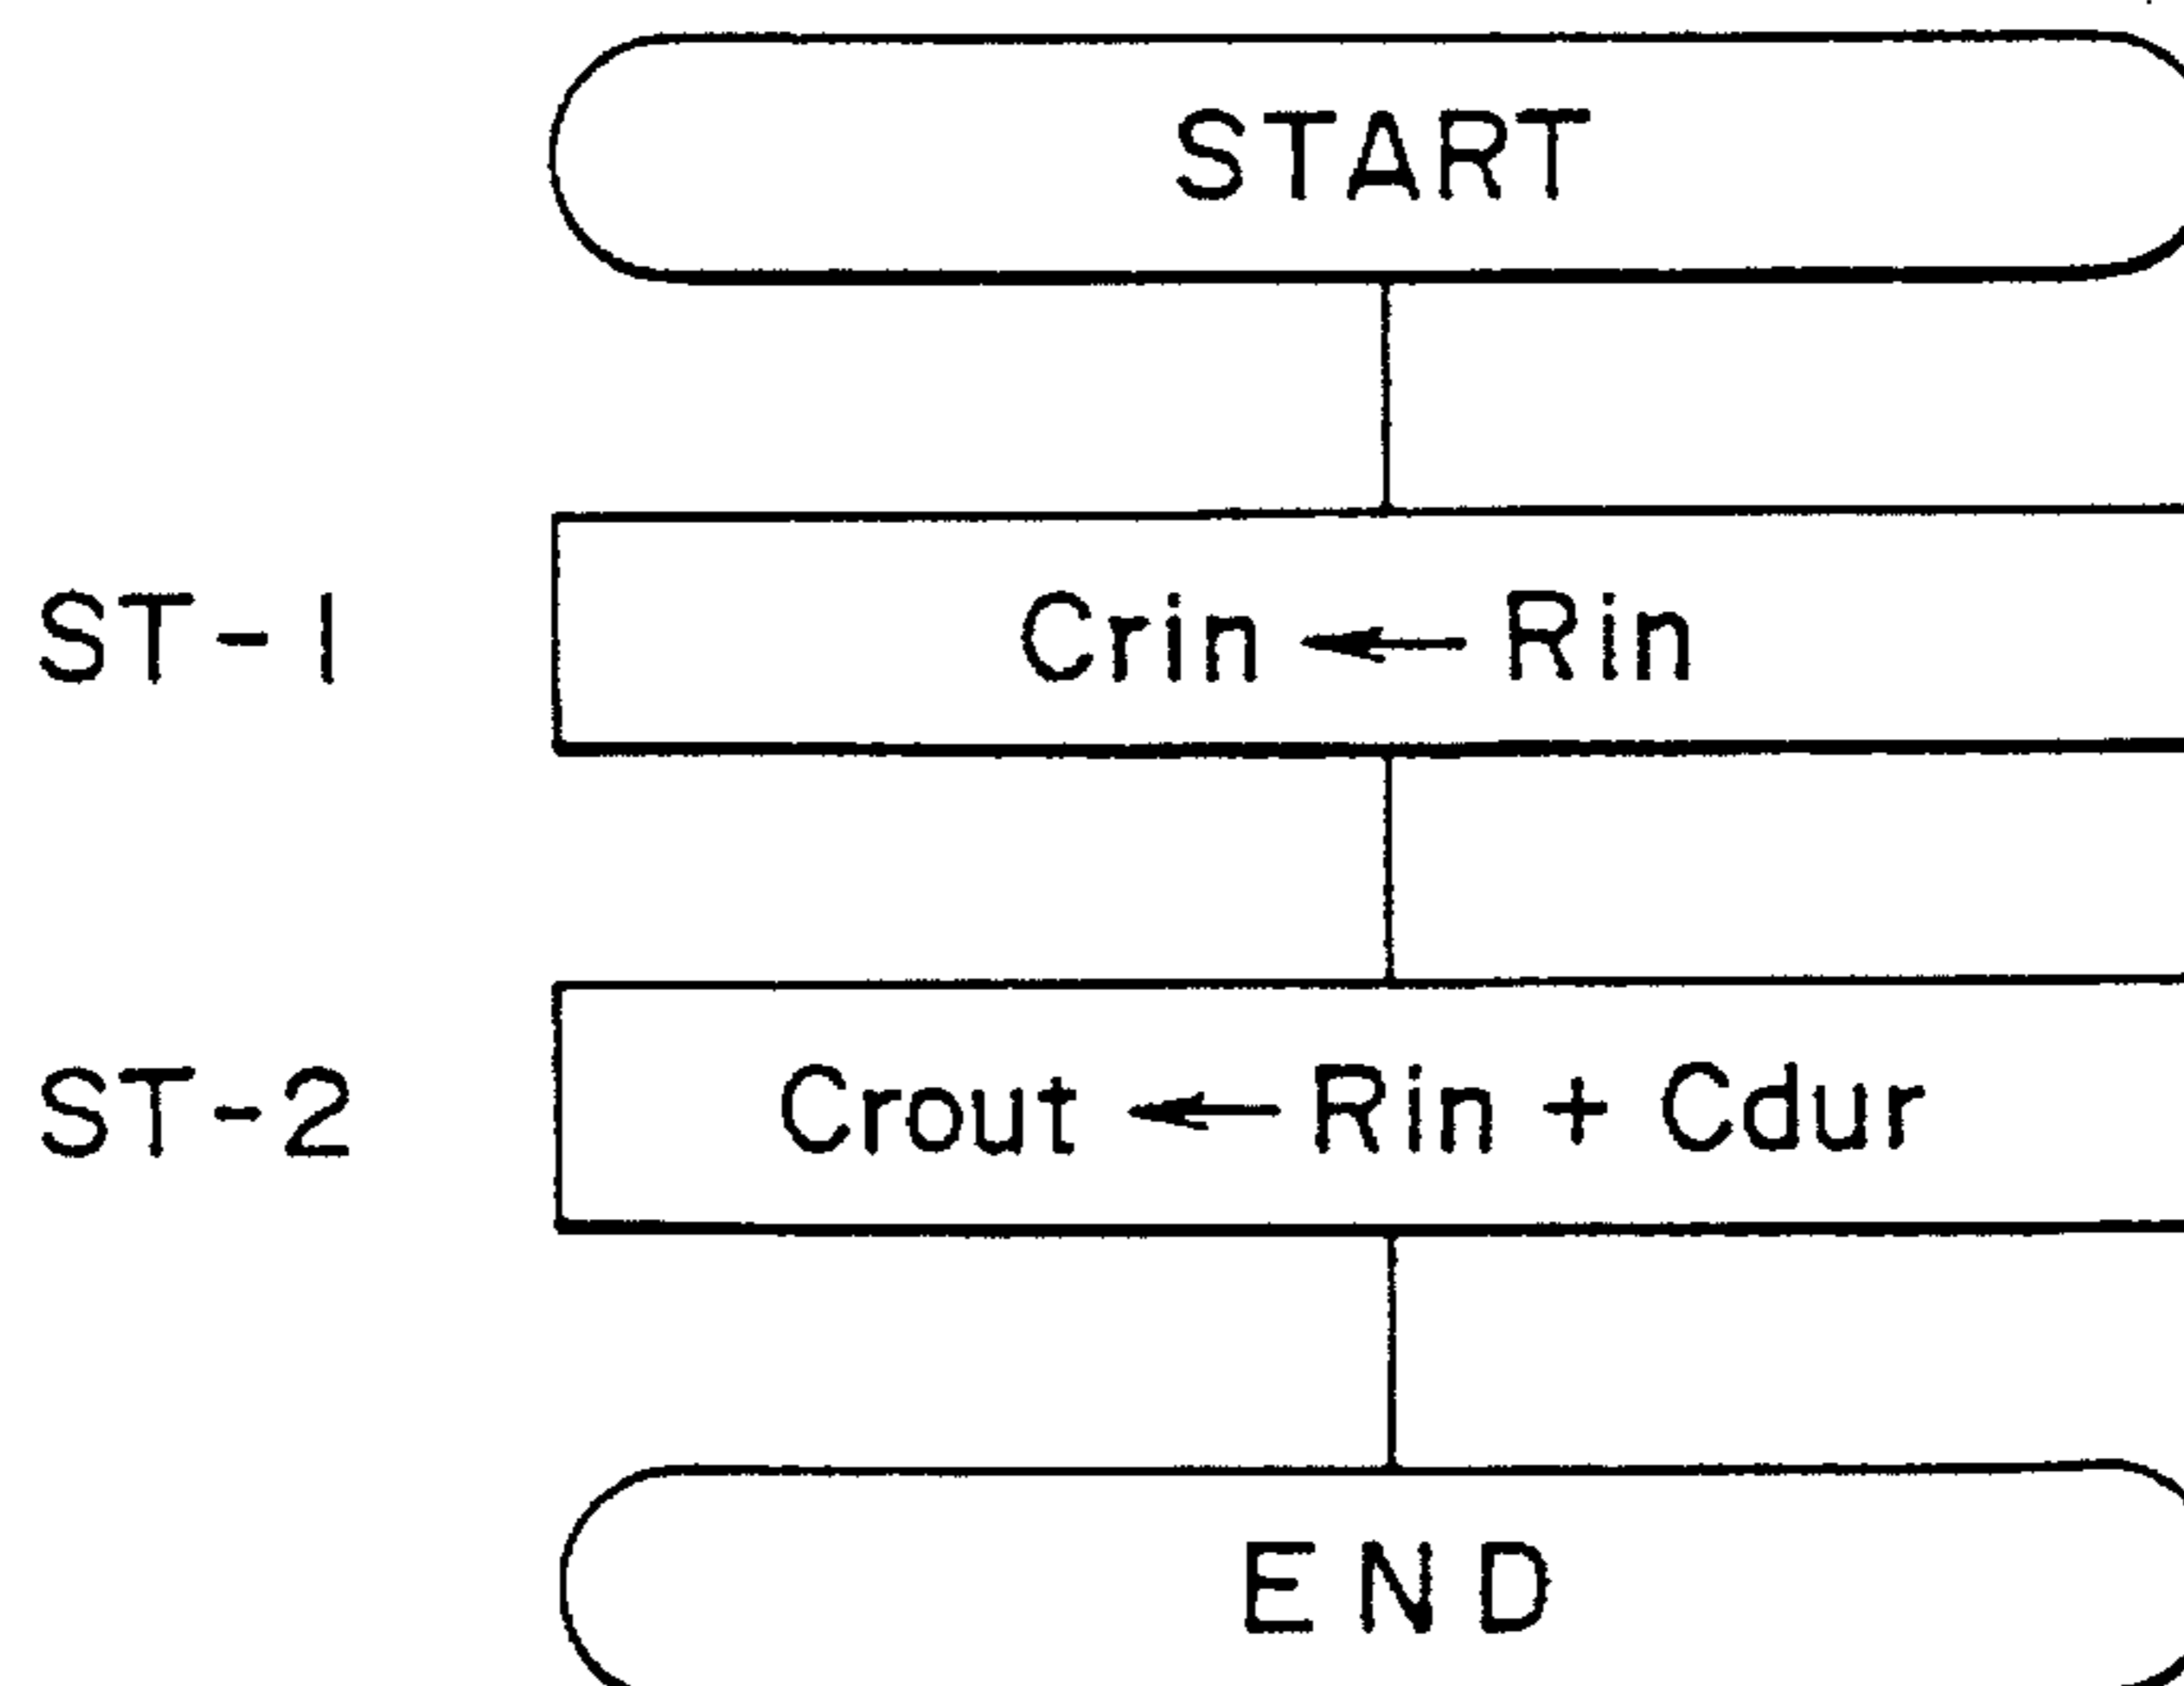 START
ST-1 Crin ← Rin
ST-2 Crout ← Rin + Cdur
END